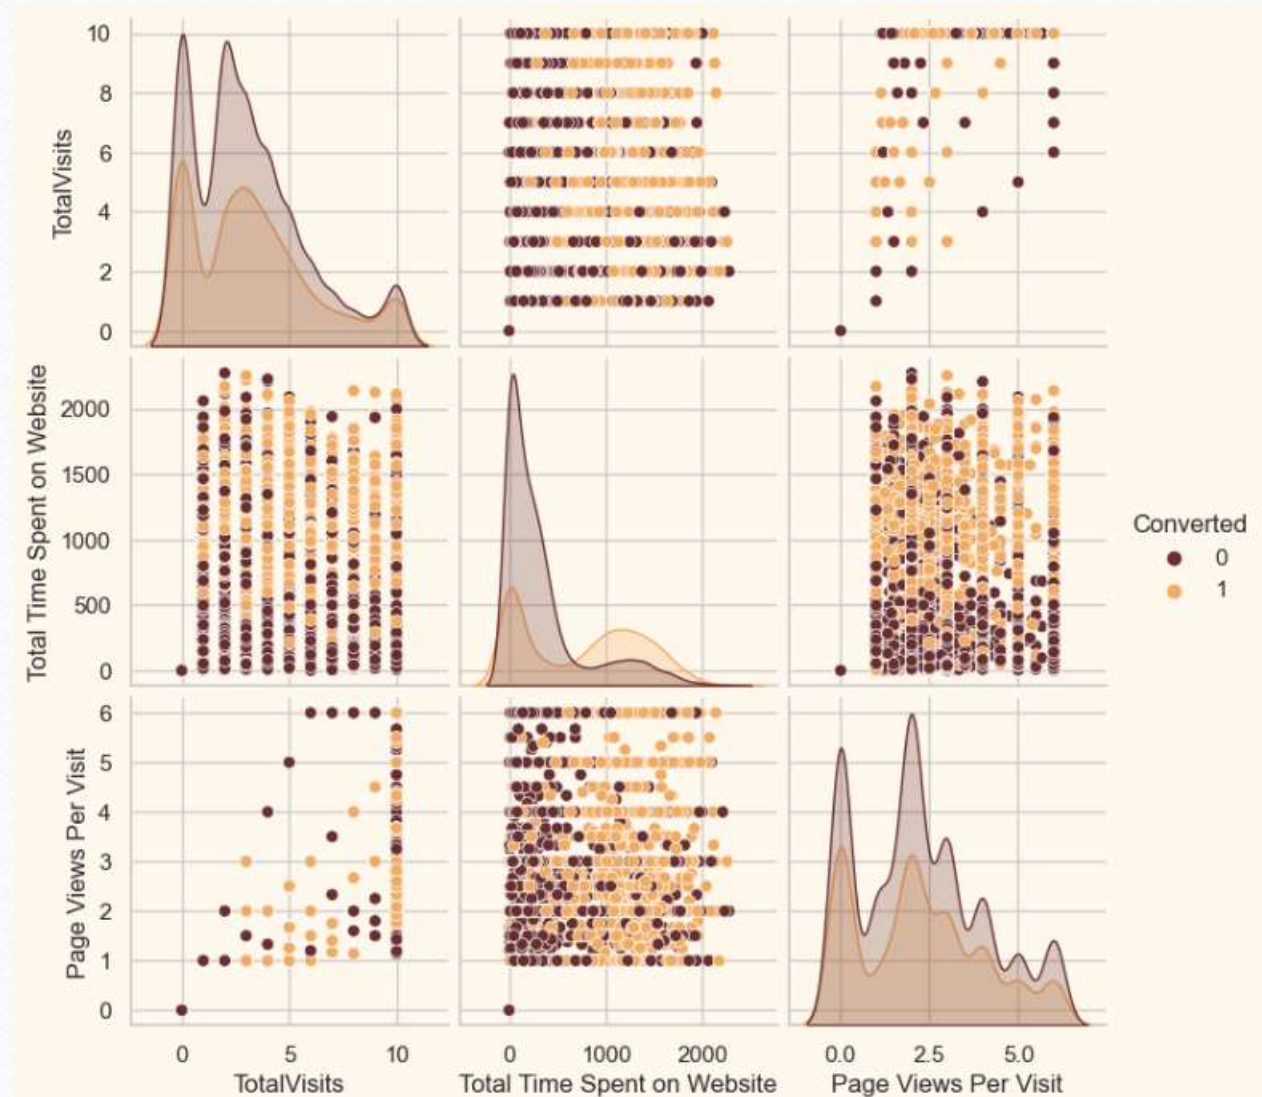 10
8
6
4
2
0
TotalVisits
2000
1500
1000
500
0
Total Time Spent on Website
Converted
0
1
6
5
4
3
2
1
0
Page Views Per Visit
0 5 10
0 1000 2000
0.0 2.5 5.0
TotalVisits
Total Time Spent on Website
Page Views Per Visit